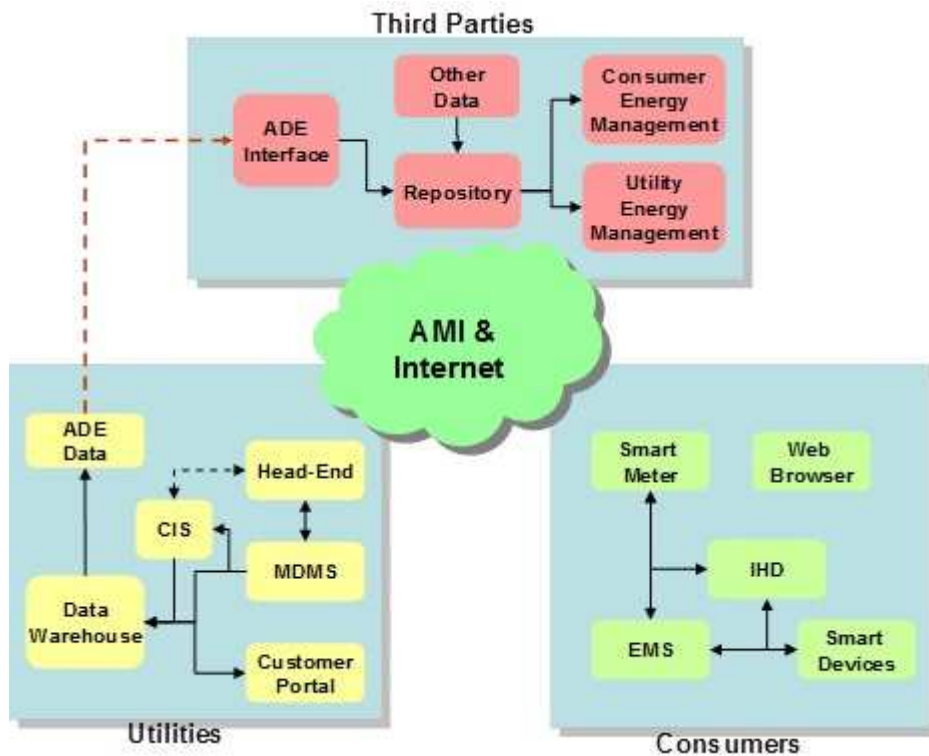 Third Parties
Other
Data
Consumer
Energy
Management
ADE
Interface
Repository
Utility
Energy
Management
AMI &
Internet
ADE
Data
Head-End
CIS
MDMS
Data
Warehouse
Customer
Portal
Utilities
Smart
Meter
Web
Browser
IHD
EMS
Smart
Devices
Consumers